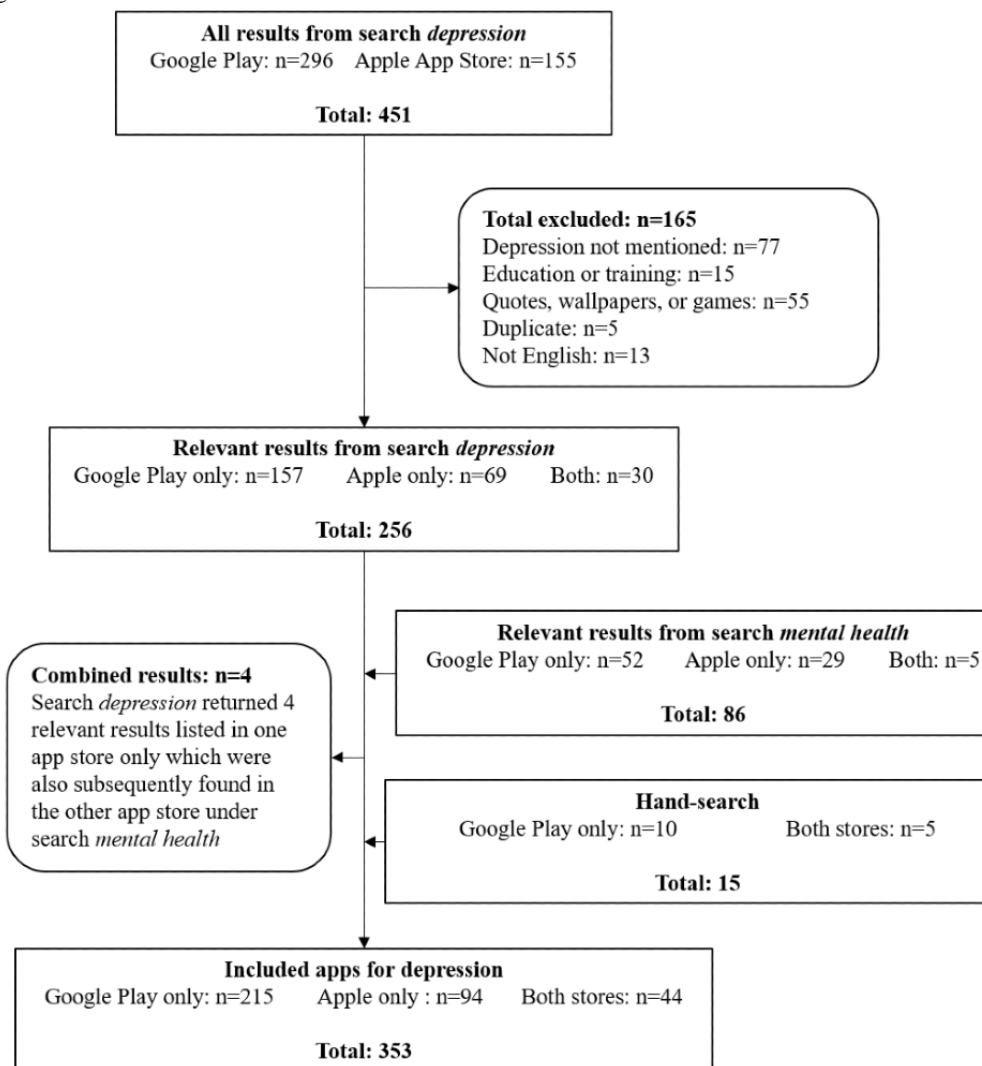 All results from search depression
Google Play: n=296 Apple App Store: n=155
Total: 451
Total excluded: n=165
Depression not mentioned: n=77
Education or training: n=15
Quotes, wallpapers, or games: n=55
Duplicate: n=5
Not English: n=13
Relevant results from search depression
Google Play only: n=157 Apple only: n=69 Both: n=30
Total: 256
Relevant results from search mental health
Google Play only: n=52 Apple only: n=29 Both: n=5
Total: 86
Combined results: n=4
Search depression returned 4
relevant results listed in one
app store only which were
also subsequently found in
the other app store under
search mental health
Hand-search
Google Play only: n=10 Both stores: n=5
Total: 15
Included apps for depression
Google Play only: n=215 Apple only : n=94 Both stores: n=44
Total: 353